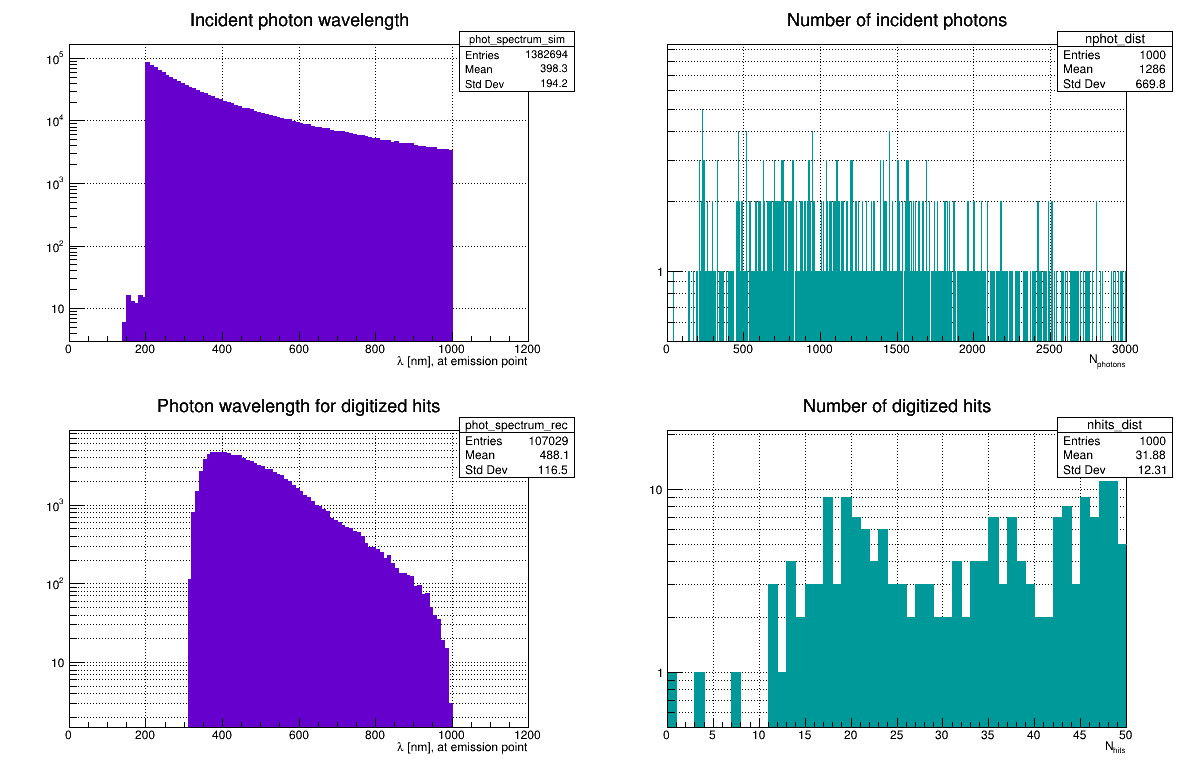 Incident photon wavelength
phot_spectrum_sim
Entries 1382694
Mean 398.3
Std Dev 194.2
10^5
10^4
10^3
10^2
10
0 200 400 600 800 1000 1200
λ [nm], at emission point
Number of incident photons
nphot_dist
Entries 1000
Mean 1286
Std Dev 669.8
1
0 500 1000 1500 2000 2500 3000
N_photons
Photon wavelength for digitized hits
phot_spectrum_rec
Entries 107029
Mean 488.1
Std Dev 116.5
10^3
10^2
10
0 200 400 600 800 1000 1200
λ [nm], at emission point
Number of digitized hits
nhits_dist
Entries 1000
Mean 31.88
Std Dev 12.31
10
1
0 5 10 15 20 25 30 35 40 45 50
N_hits